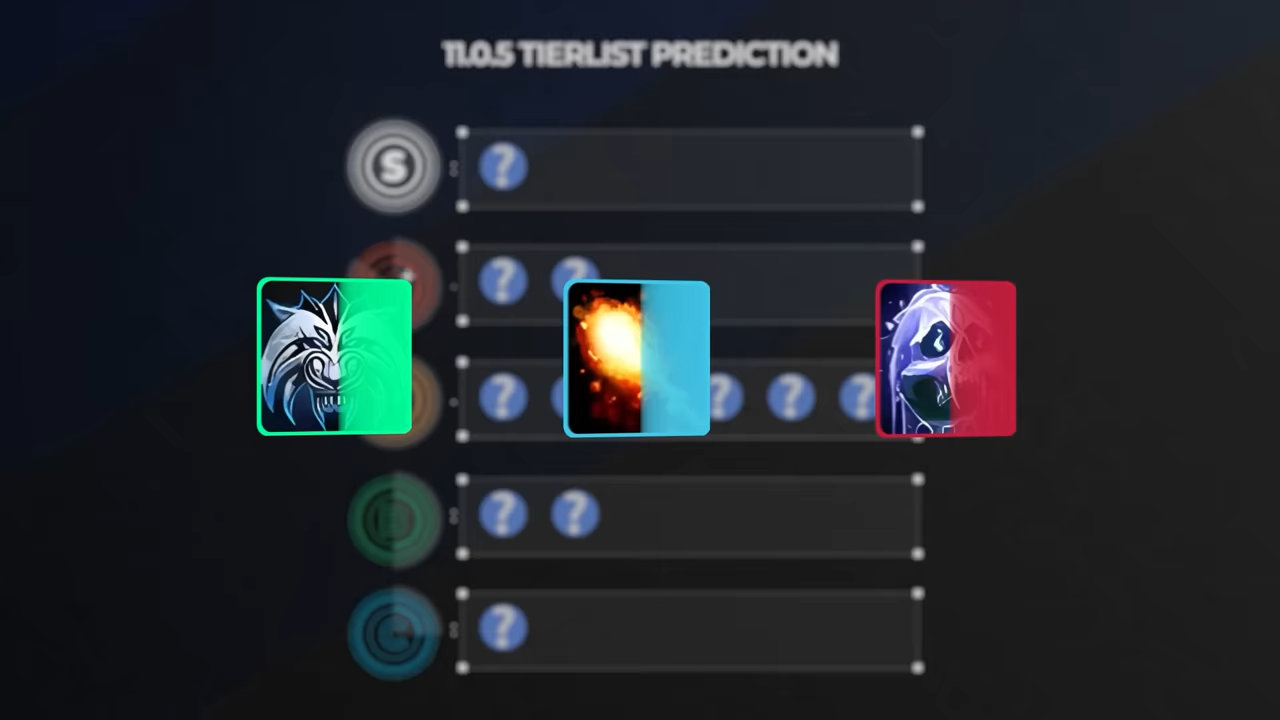 11.0.5 TIERLIST PREDICTION
S
?
? ?
? ? ? ?
B
? ?
C
?